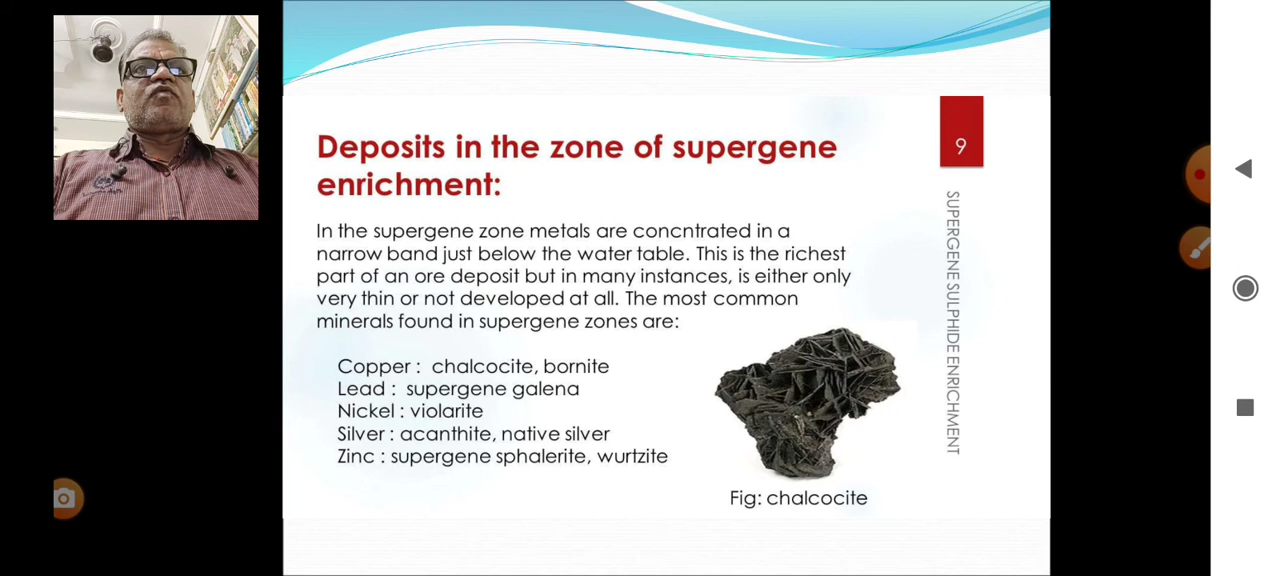 Deposits in the zone of supergene
enrichment:
9
In the supergene zone metals are concntrated in a
narrow band just below the water table. This is the richest
part of an ore deposit but in many instances, is either only
very thin or not developed at all. The most common
minerals found in supergene zones are:
Copper : chalcocite, bornite
Lead : supergene galena
Nickel : violarite
Silver : acanthite, native silver
Zinc : supergene sphalerite, wurtzite
Fig: chalcocite
SUPERGENE SULPHIDE ENRICHMENT